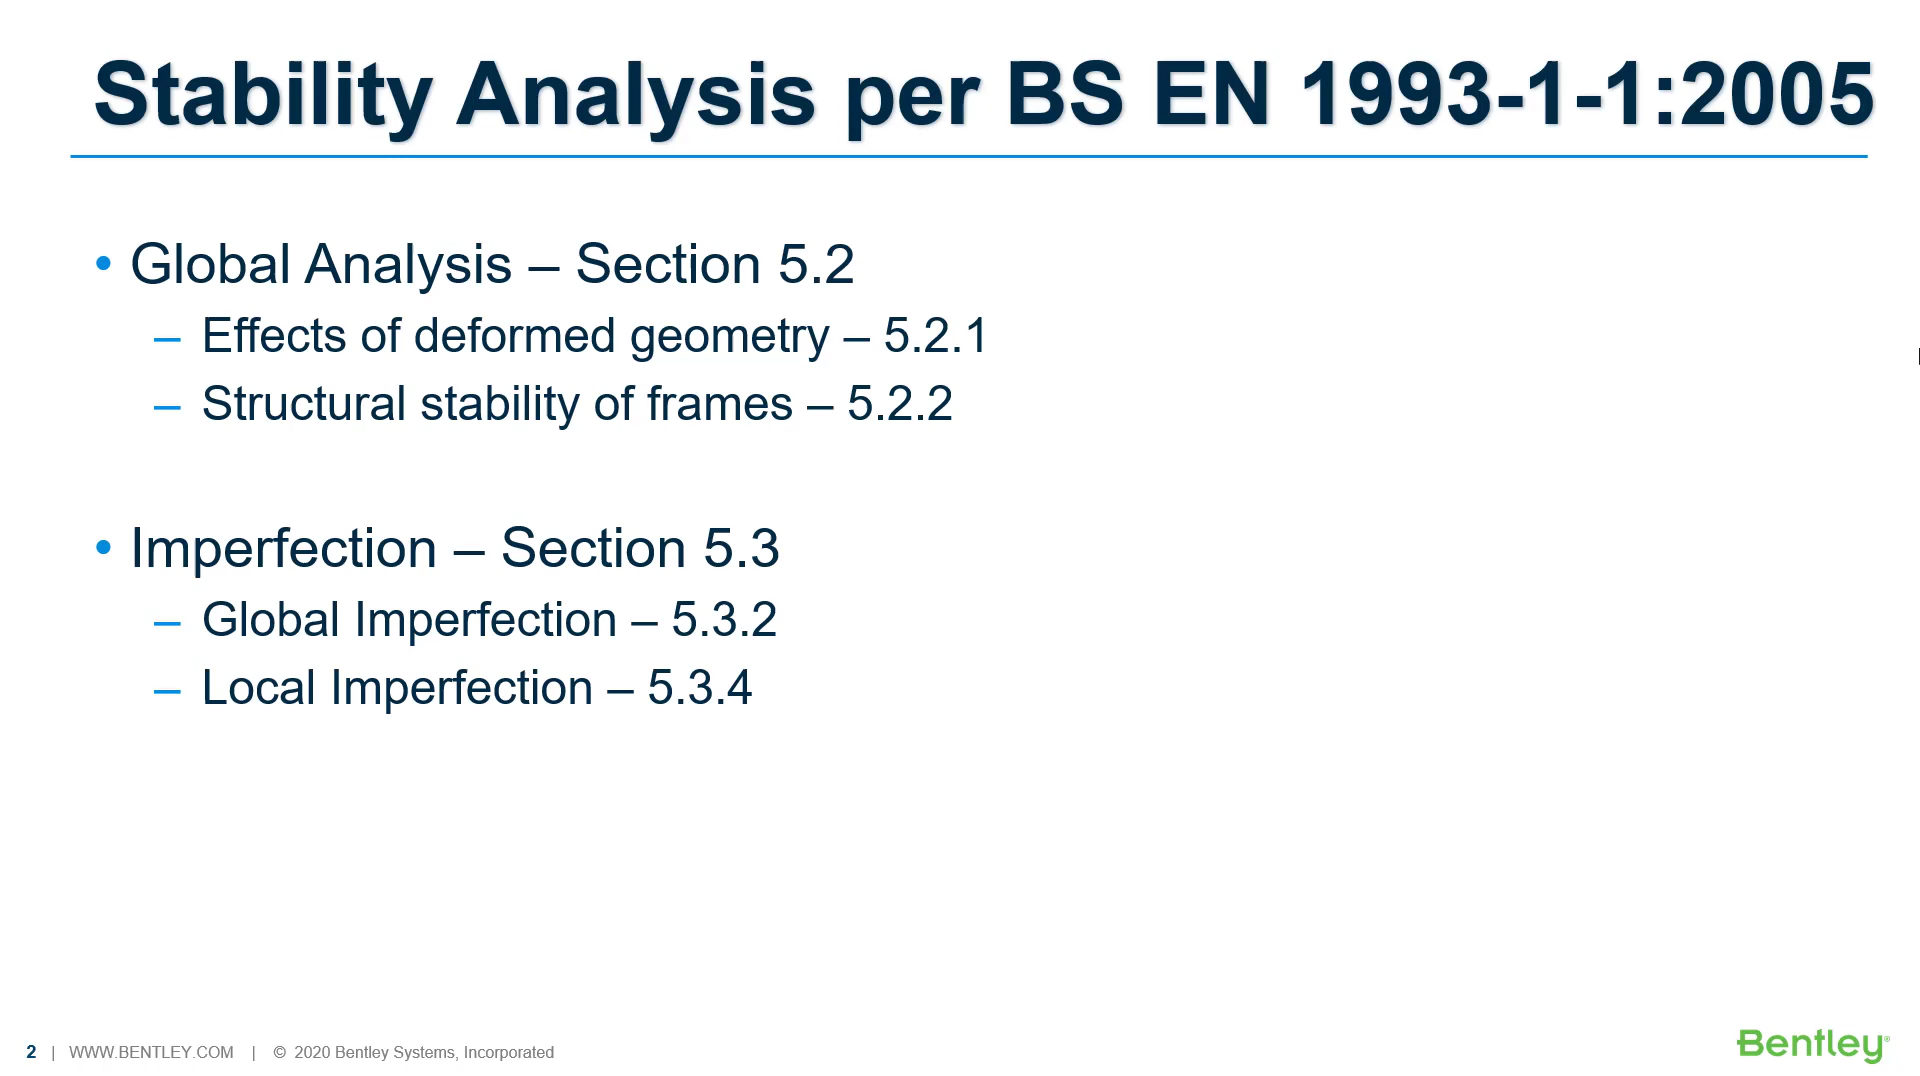 Stability Analysis per BS EN 1993-1-1:2005
• Global Analysis – Section 5.2
– Effects of deformed geometry – 5.2.1
– Structural stability of frames – 5.2.2
• Imperfection – Section 5.3
– Global Imperfection – 5.3.2
– Local Imperfection – 5.3.4
2 | WWW.BENTLEY.COM | © 2020 Bentley Systems, Incorporated
Bentley®